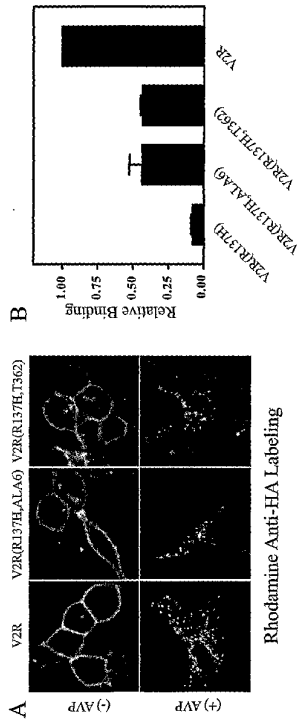 A
V2R
V2R(R137H,ALA6)
V2R(R137H,T362)
(-) AVP
(+) AVP
Rhodamine Anti-HA Labeling
B
Relative Binding
1.00
0.75
0.50
0.25
0.00
V2R(R137H)
V2R(R137H,ALA6)
V2R(R137H,T362)
V2R